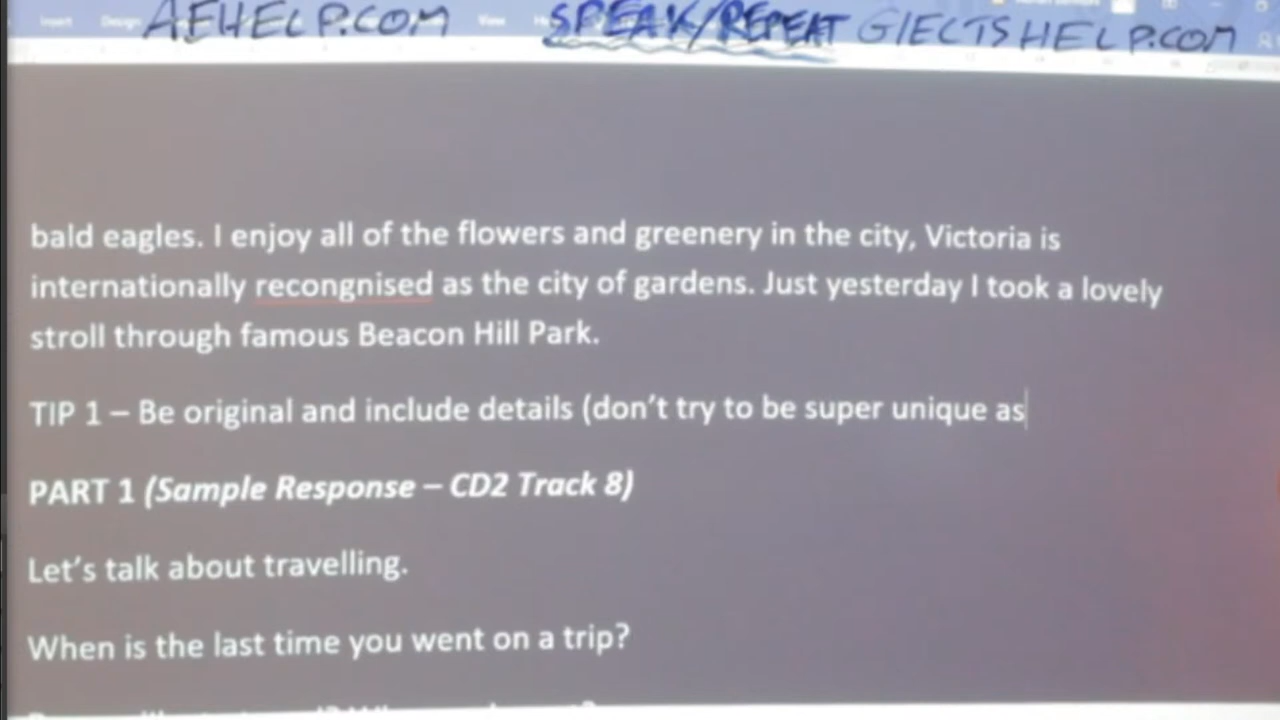 Insert Design View
AEHELP.COM SPEAK/REPEAT GIELTSHELP.COM
bald eagles. I enjoy all of the flowers and greenery in the city, Victoria is
internationally recongnised as the city of gardens. Just yesterday I took a lovely
stroll through famous Beacon Hill Park.
TIP 1 – Be original and include details (don't try to be super unique as
PART 1 (Sample Response – CD2 Track 8)
Let's talk about travelling.
When is the last time you went on a trip?